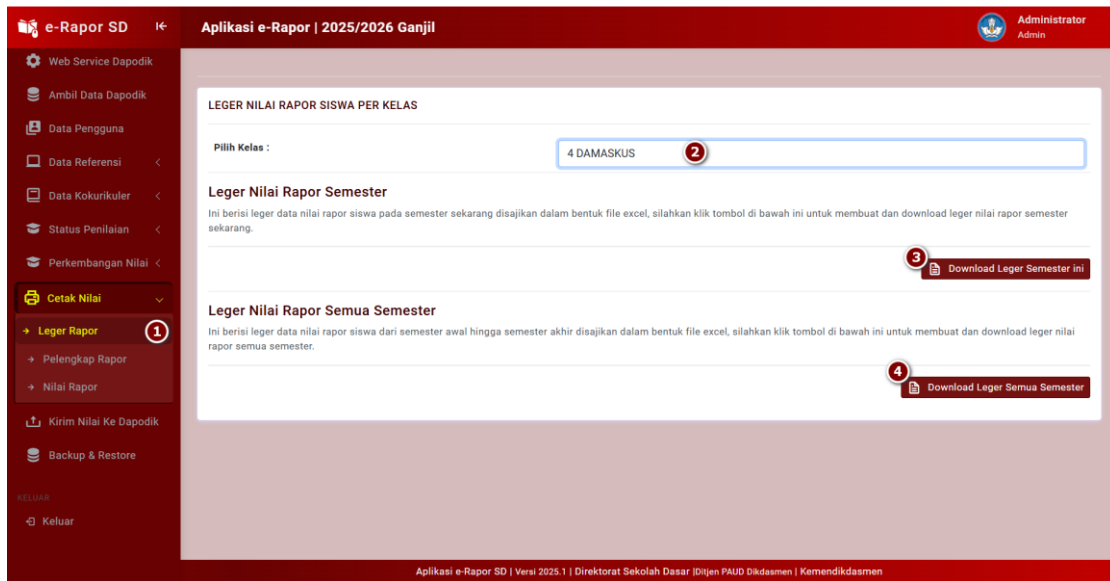 e-Rapor SD
Aplikasi e-Rapor | 2025/2026 Ganjil
Administrator
Admin
Web Service Dapodik
Ambil Data Dapodik
Data Pengguna
Data Referensi
Data Kokurikuler
Status Penilaian
Perkembangan Nilai
Cetak Nilai
Leger Rapor 1
Pelengkap Rapor
Nilai Rapor
Kirim Nilai Ke Dapodik
Backup & Restore
KELUAR
Keluar
LEGER NILAI RAPOR SISWA PER KELAS
Pilih Kelas :
4 DAMASKUS 2
Leger Nilai Rapor Semester
Ini berisi leger data nilai rapor siswa pada semester sekarang disajikan dalam bentuk file excel, silahkan klik tombol di bawah ini untuk membuat dan download leger nilai rapor semester
sekarang.
3
Download Leger Semester ini
Leger Nilai Rapor Semua Semester
Ini berisi leger data nilai rapor siswa dari semester awal hingga semester akhir disajikan dalam bentuk file excel, silahkan klik tombol di bawah ini untuk membuat dan download leger nilai
rapor semua semester.
4
Download Leger Semua Semester
Aplikasi e-Rapor SD | Versi 2025.1 | Direktorat Sekolah Dasar |Ditjen PAUD Dikdasmen | Kemendikdasmen